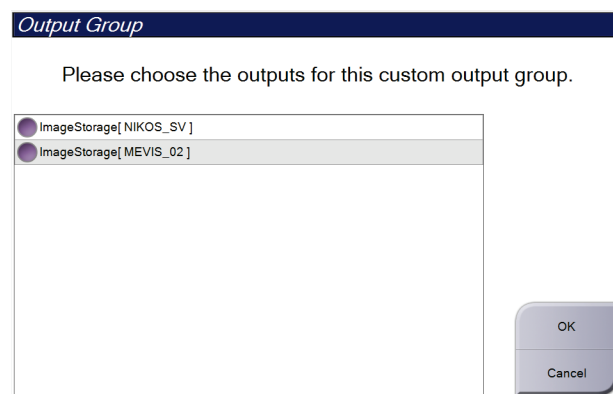 Output Group
Please choose the outputs for this custom output group.
ImageStorage[ NIKOS_SV ]
ImageStorage[ MEVIS_02 ]
OK
Cancel